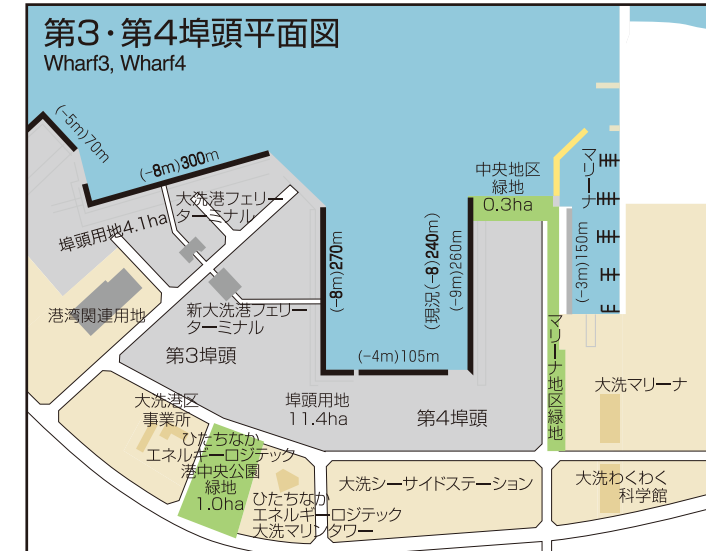 第3・第4埠頭平面図
Wharf3, Wharf4
(-5m)70m
(-8m)300m
大洗港フェリー
ターミナル
埠頭用地4.1ha
港湾関連用地
新大洗港フェリー
ターミナル
第3埠頭
(-8m)270m
(現況(-8)240m)
(-9m)260m
(-4m)105m
中央地区
緑地
0.3ha
マリーナ
(-3m)150m
マリーナ地区緑地
大洗マリーナ
埠頭用地
11.4ha
第4埠頭
大洗港区
事業所
ひたちなか
エネルギーロジテック
港中央公園
緑地
1.0ha
ひたちなか
エネルギーロジテック
大洗マリンタワー
大洗シーサイドステーション
大洗わくわく
科学館